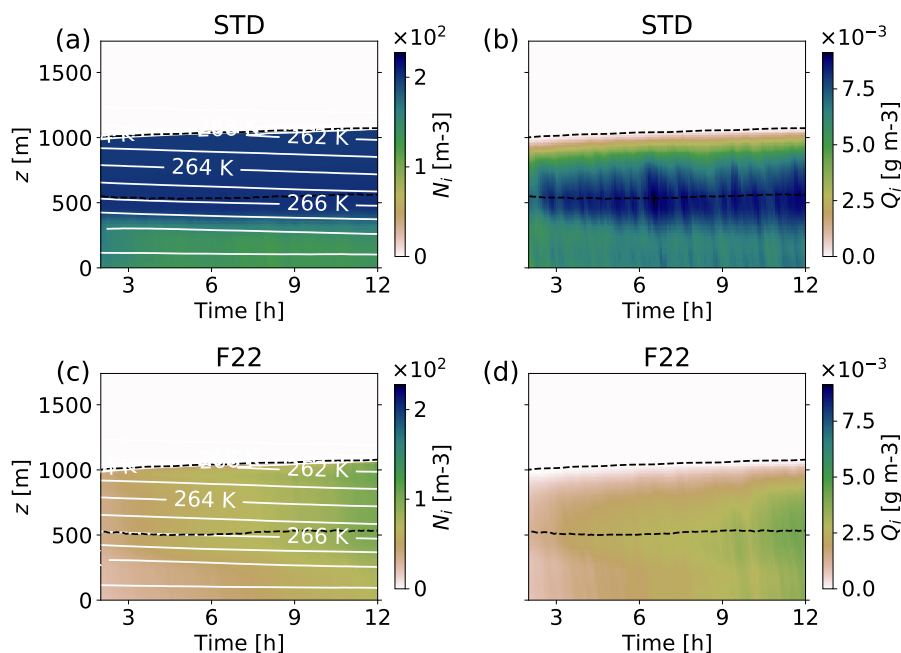 (a) STD
×10²
1500
1000
500
0
z [m]
262 K
264 K
266 K
3 6 9 12
Time [h]
2
1
0
N_i [m-3]
(b) STD
×10⁻³
3 6 9 12
Time [h]
7.5
5.0
2.5
0.0
Q_i [g m-3]
(c) F22
×10²
1500
1000
500
0
z [m]
262 K
264 K
266 K
3 6 9 12
Time [h]
2
1
0
N_i [m-3]
(d) F22
×10⁻³
3 6 9 12
Time [h]
7.5
5.0
2.5
0.0
Q_i [g m-3]